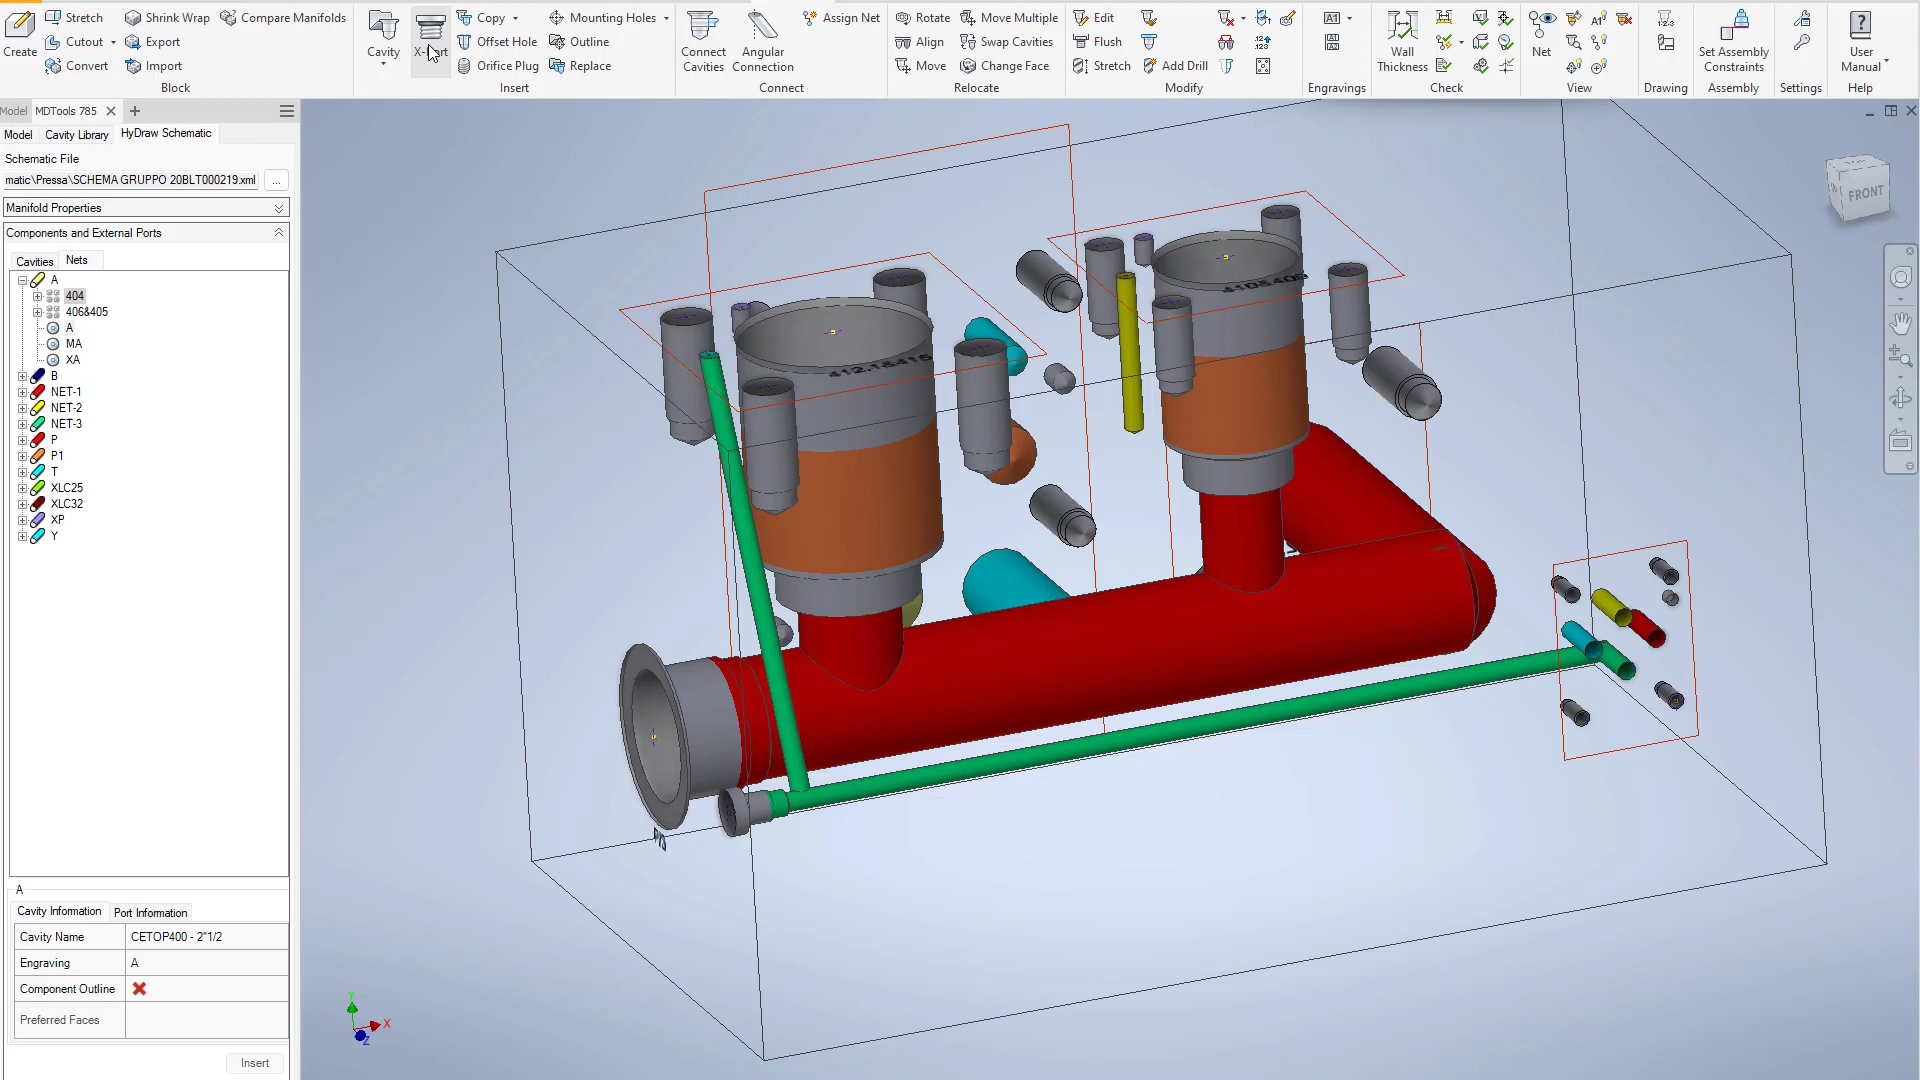 Create
Stretch
Cutout
Convert
Shrink Wrap
Export
Import
Compare Manifolds
Block
Cavity
Copy
Offset Hole
Orifice Plug
Mounting Holes
Outline
Replace
Insert
Connect Cavities
Angular Connection
Assign Net
Connect
Rotate
Align
Move
Move Multiple
Swap Cavities
Change Face
Relocate
Edit
Flush
Stretch
Add Drill
Modify
Engravings
Wall Thickness
Check
Net
View
Drawing
Set Assembly Constraints
Assembly
Settings
User Manual
Help
Model
MDTools 785
Model
Cavity Library
HyDraw Schematic
Schematic File
matic\Pressa\SCHEMA GRUPPO 20BLT000219.xml
...
Manifold Properties
Components and External Ports
Cavities
Nets
A
404
406&405
A
MA
XA
B
NET-1
NET-2
NET-3
P
P1
T
XLC25
XLC32
XP
Y
A
Cavity Information
Port Information
Cavity Name
CETOP400 - 2"1/2
Engraving
A
Component Outline
Preferred Faces
Insert
FRONT
Y
X
Z